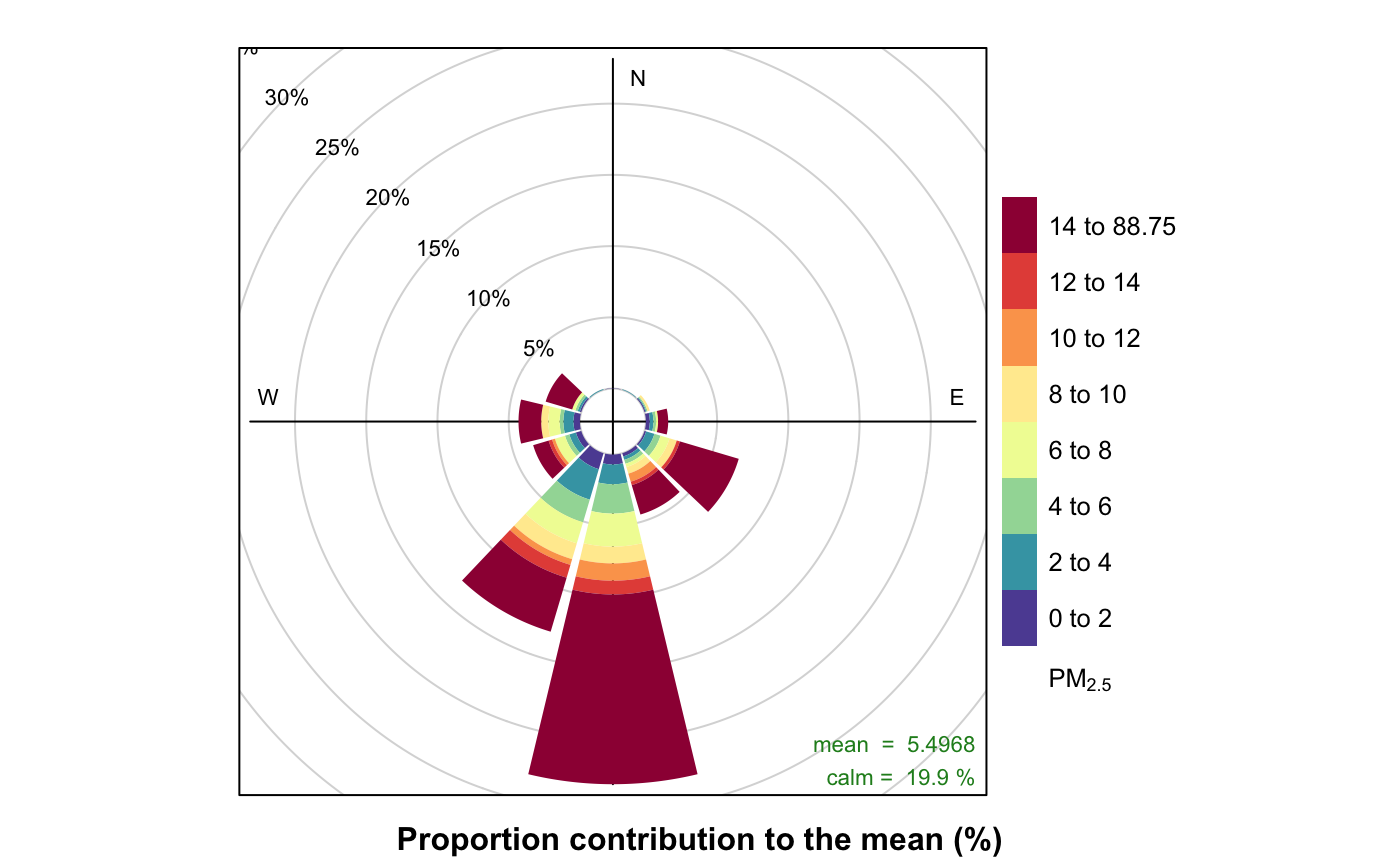 %
30%
25%
20%
15%
10%
5%
N
W
E
14 to 88.75
12 to 14
10 to 12
8 to 10
6 to 8
4 to 6
2 to 4
0 to 2
PM2.5
mean = 5.4968
calm = 19.9 %
Proportion contribution to the mean (%)